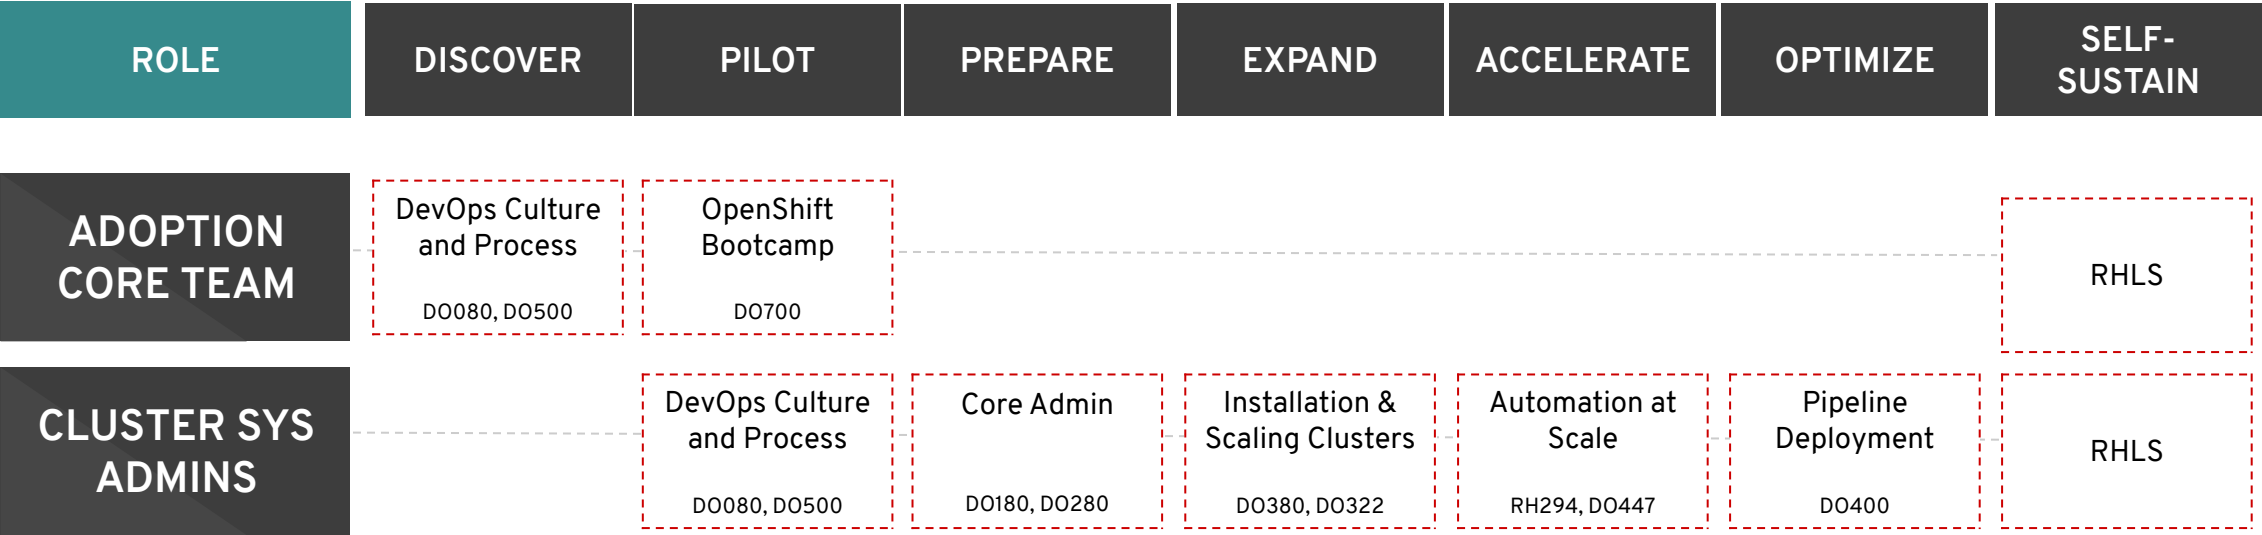 ROLE
DISCOVER
PILOT
PREPARE
EXPAND
ACCELERATE
OPTIMIZE
SELF-
SUSTAIN
ADOPTION
CORE TEAM
DevOps Culture
and Process
DO080, DO500
OpenShift
Bootcamp
DO700
RHLS
CLUSTER SYS
ADMINS
DevOps Culture
and Process
DO080, DO500
Core Admin
DO180, DO280
Installation &
Scaling Clusters
DO380, DO322
Automation at
Scale
RH294, DO447
Pipeline
Deployment
DO400
RHLS